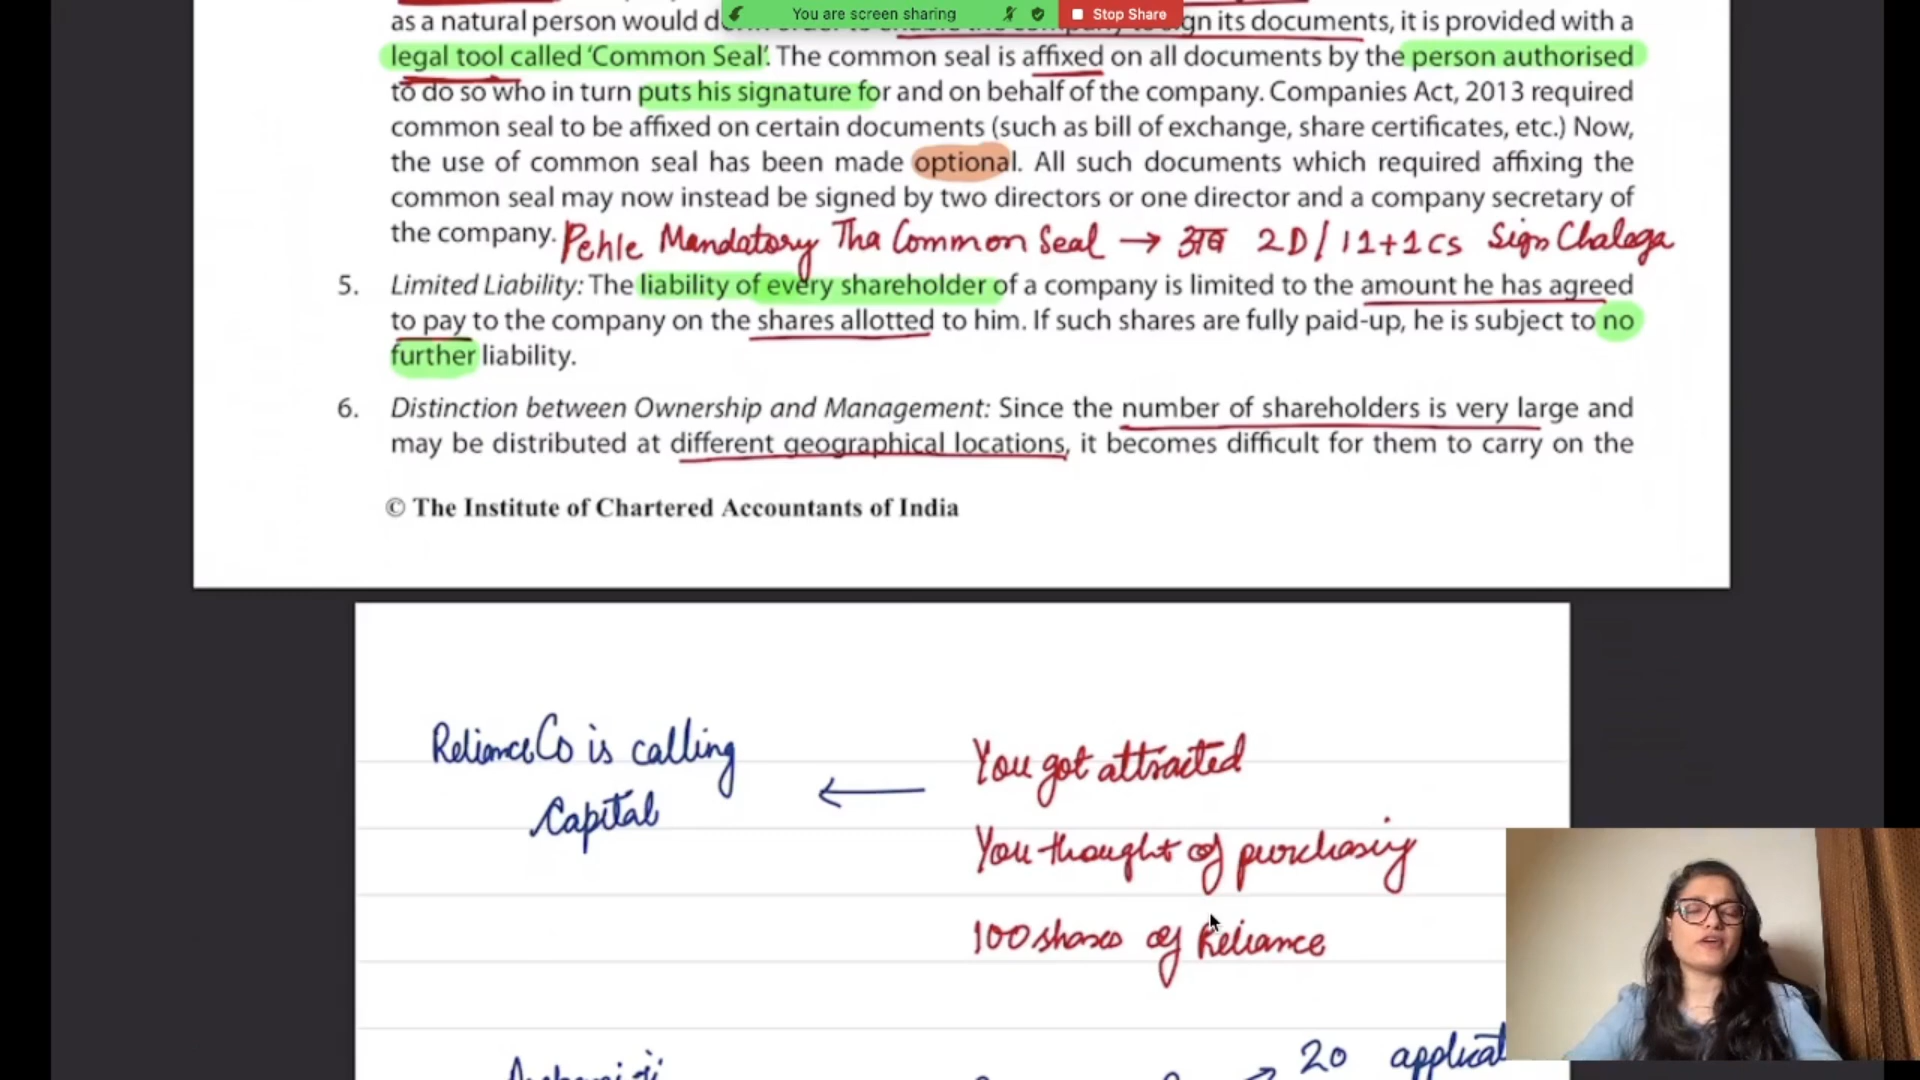 You are screen sharing Stop Share
as a natural person would
gn its documents, it is provided with a
legal tool called ‘Common Seal’. The common seal is affixed on all documents by the person authorised
to do so who in turn puts his signature for and on behalf of the company. Companies Act, 2013 required
common seal to be affixed on certain documents (such as bill of exchange, share certificates, etc.) Now,
the use of common seal has been made optional. All such documents which required affixing the
common seal may now instead be signed by two directors or one director and a company secretary of
the company. Pehle Mandatory Tha Common Seal → अब 2D/11+1CS Sign Chalega
5. Limited Liability: The liability of every shareholder of a company is limited to the amount he has agreed
to pay to the company on the shares allotted to him. If such shares are fully paid-up, he is subject to no
further liability.
6. Distinction between Ownership and Management: Since the number of shareholders is very large and
may be distributed at different geographical locations, it becomes difficult for them to carry on the
© The Institute of Chartered Accountants of India
Reliance Co is calling
Capital
← You got attracted
You thought of purchasing
100 shares of Reliance
→ 20 applicat